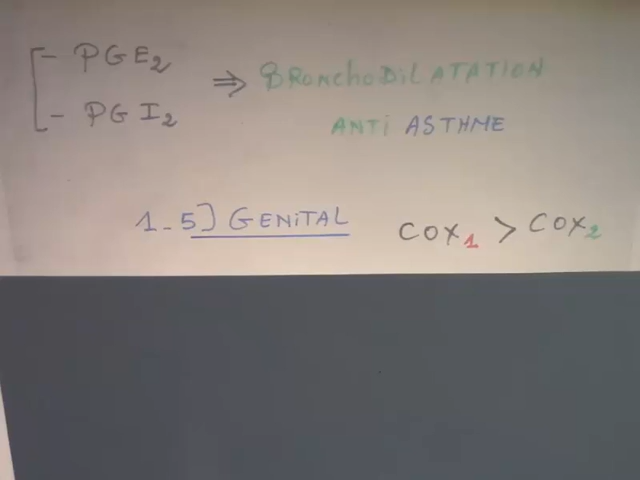 - PGE2 ⇒ BRONCHODILATATION
- PGI2
ANTI ASTHME
1-5] GENITAL COX1 > COX2